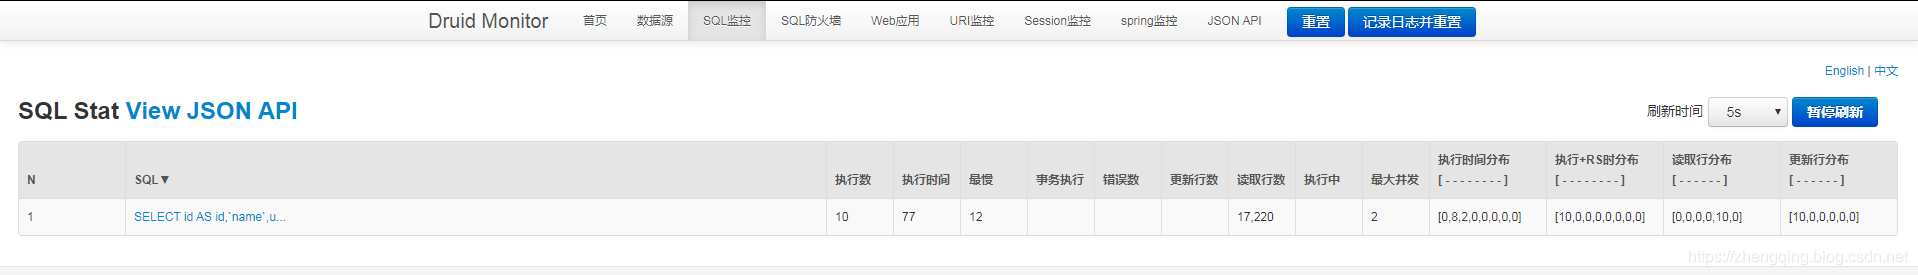 Druid Monitor 首页 数据源 SQL监控 SQL防火墙 Web应用 URI监控 Session监控 spring监控 JSON API 重置 记录日志并重置
English | 中文
SQL Stat View JSON API 刷新时间 5s 暂停刷新
N SQL▼ 执行数 执行时间 最慢 事务执行 错误数 更新行数 读取行数 执行中 最大并发 执行时间分布 [ - - - - - - - - ] 执行+RS时分布 [ - - - - - - - - ] 读取行分布 [ - - - - - - ] 更新行分布 [ - - - - - - ]
1 SELECT id AS id,`name`,u... 10 77 12 17,220 2 [0,8,2,0,0,0,0,0] [10,0,0,0,0,0,0,0] [0,0,0,0,10,0] [10,0,0,0,0,0]
https://zhengqing.blog.csdn.net